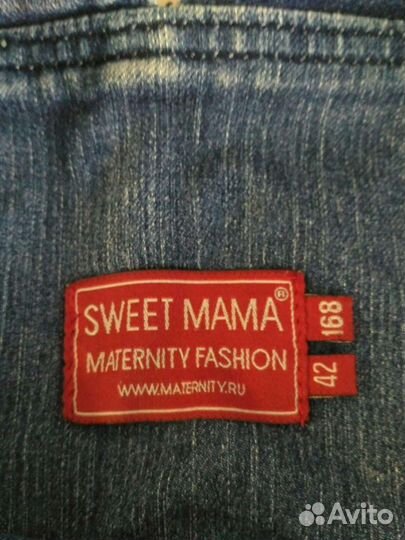 SWEET MAMA®
MATERNITY FASHION
WWW.MATERNITY.RU
168
42
Avito